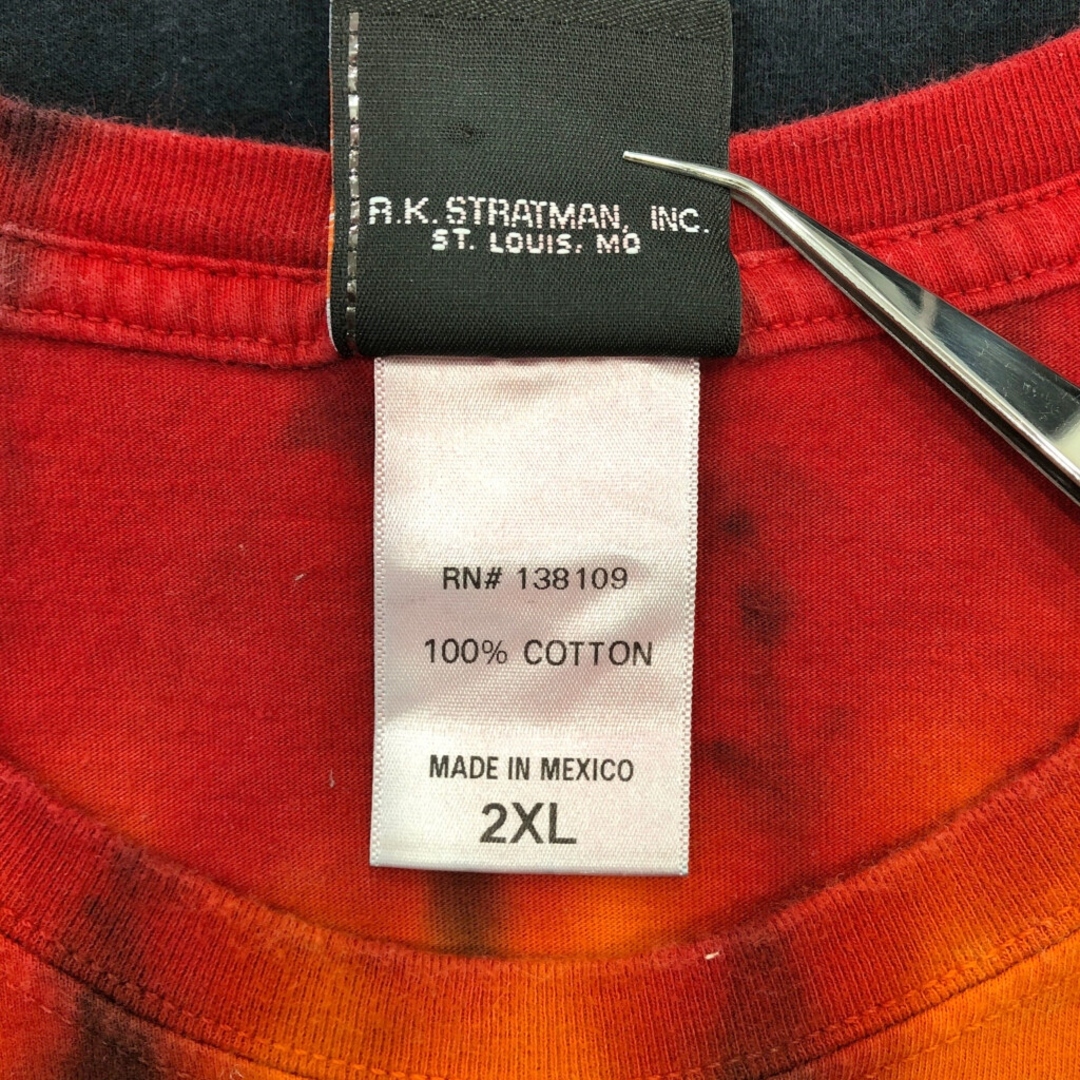 R.K. STRATMAN, INC.
ST. LOUIS, MO
RN# 138109
100% COTTON
MADE IN MEXICO
2XL